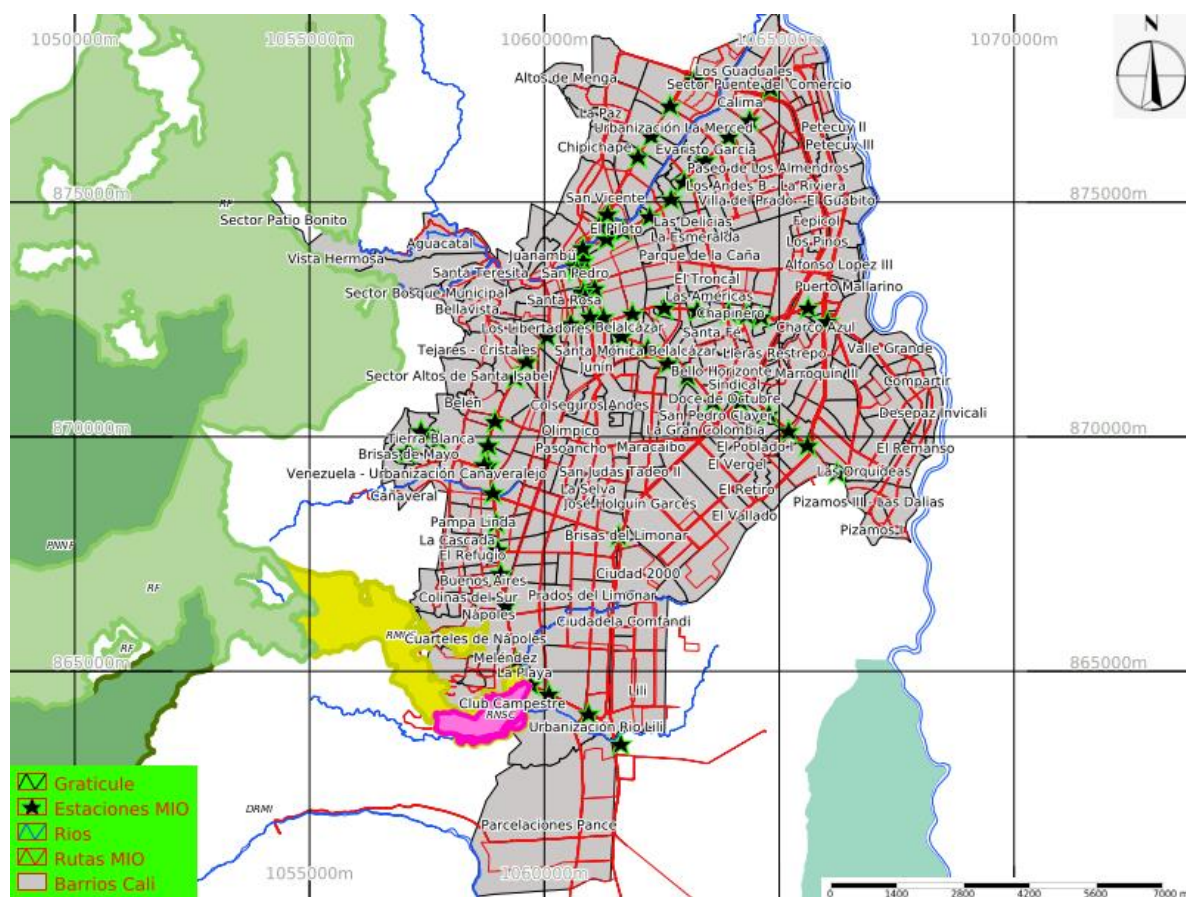 1050000m
1055000m
1060000m
1065000m
1070000m
N
Los Guaduales
Altos de Menga
Sector Puente del Comercio
Calima
La Paz
Urbanización La Merced
Petecuy II
Petecuy III
Chipichape
Evaristo García
Paseo de Los Almendros
Los Andes B - La Riviera
875000m
875000m
San Vicente
Villa del Prado - El Guabito
RF
Sector Patio Bonito
Las Delicias
Fepicol
El Piloto
La Esmeralda
Los Pinos
Aguacatal
Juanambú
Parque de la Caña
Vista Hermosa
Alfonso Lopez III
Santa Teresita
San Pedro
El Troncal
Puerto Mallarino
Sector Bosque Municipal
Santa Rosa
Las Américas
Bellavista
Chapinero
Los Libertadores
Belalcázar
Santa Fé
Charco Azul
Tejares - Cristales
Santa Mónica Belalcázar
Lleras Restrepo
Valle Grande
Junín
Bello Horizonte
Marroquín III
Sector Altos de Santa Isabel
Sindical
Compartir
Belén
Colseguros Andes
Doce de Octubre
San Pedro Claver
Desepaz Invicali
870000m
870000m
Olímpico
La Gran Colombia
Tierra Blanca
Pasoancho
Maracaibo
El Poblado I
El Remanso
Brisas de Mayo
El Vergel
Venezuela - Urbanización Cañaveralejo
San Judas Tadeo II
Las Orquídeas
Cañaveral
La Selva
El Retiro
José Holguín Garcés
Pizamos III - Las Dalias
Pampa Linda
El Vallado
Pizamos I
La Cascada
Brisas del Limonar
PNNF
El Refugio
RF
Buenos Aires
Ciudad 2000
Colinas del Sur
Prados del Limonar
Nápoles
Ciudadela Comfandi
RF
Cuarteles de Nápoles
Meléndez
865000m
865000m
La Playa
Lili
Club Campestre
RNSC
Urbanización Río Lili
DRMI
Parcelaciones Pance
1055000m
1060000m
Graticule
Estaciones MIO
Rios
Rutas MIO
Barrios Cali
0 1400 2800 4200 5600 7000 m